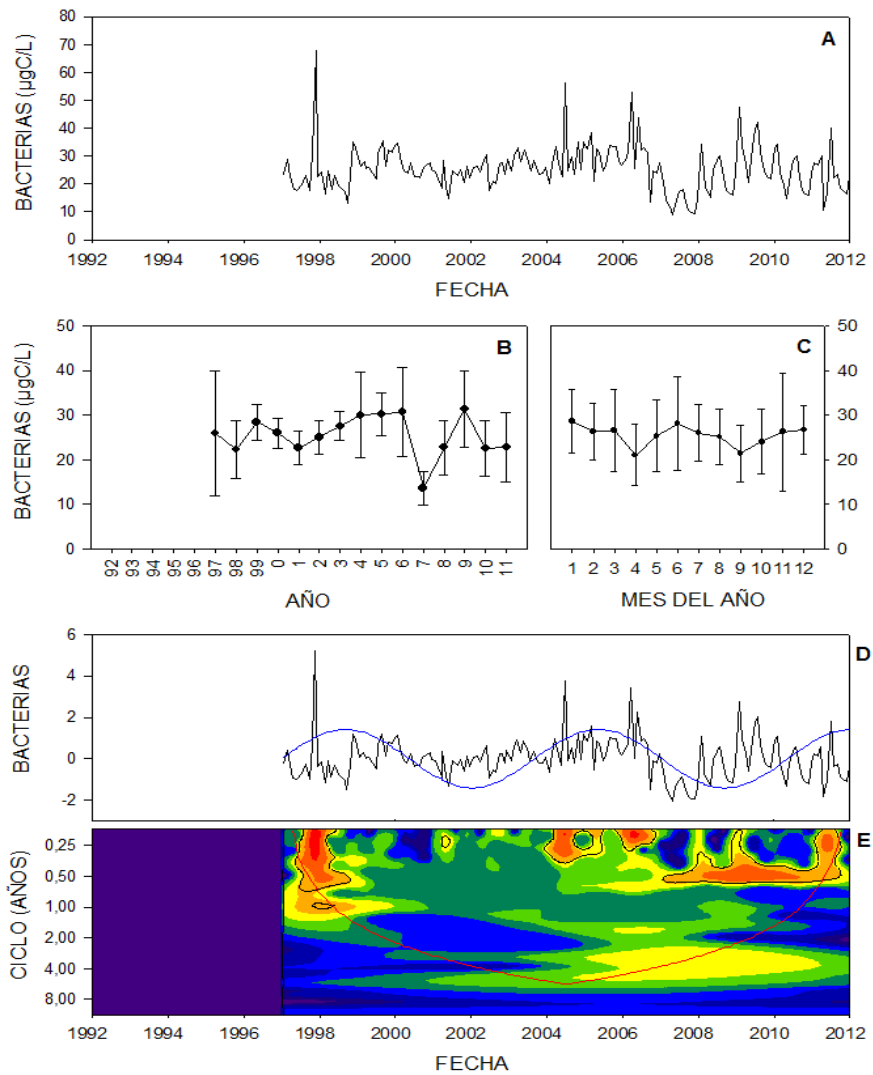 A
BACTERIAS (µgC/L)
80
70
60
50
40
30
20
10
0
1992 1994 1996 1998 2000 2002 2004 2006 2008 2010 2012
FECHA
B
BACTERIAS (µgC/L)
50
40
30
20
10
0
92 93 94 95 96 97 98 99 0 1 2 3 4 5 6 7 8 9 10 11
AÑO
C
50
40
30
20
10
0
1 2 3 4 5 6 7 8 9 10 11 12
MES DEL AÑO
D
BACTERIAS
6
4
2
0
-2
E
CICLO (AÑOS)
0,25
0,50
1,00
2,00
4,00
8,00
1992 1994 1996 1998 2000 2002 2004 2006 2008 2010 2012
FECHA